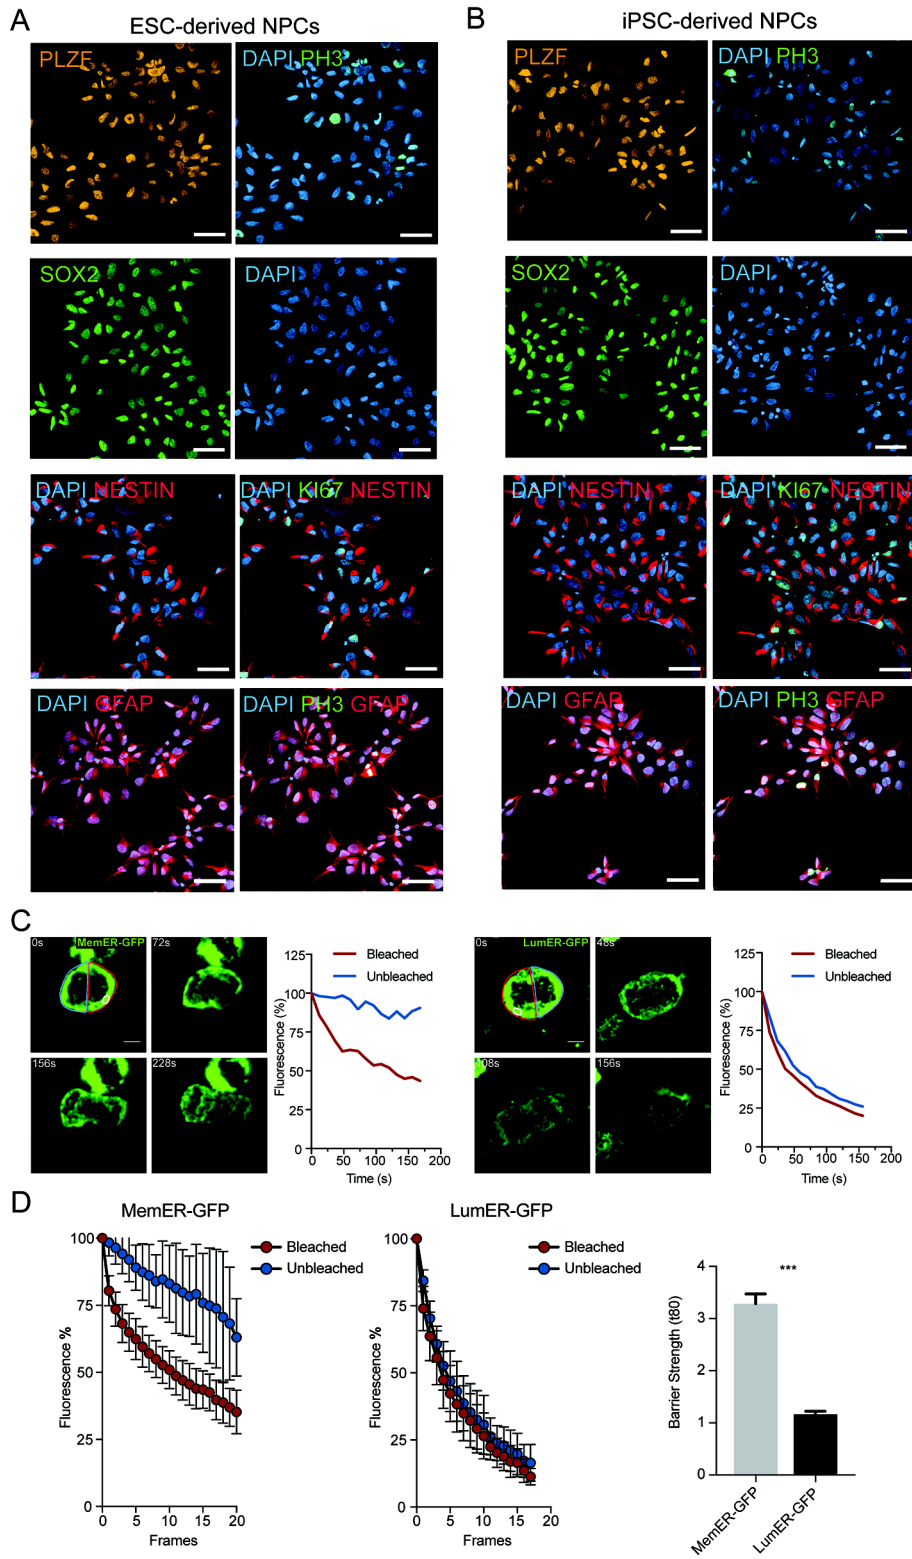 A
ESC-derived NPCs
B
iPSC-derived NPCs
PLZF
DAPI PH3
PLZF
DAPI PH3
SOX2
DAPI
SOX2
DAPI
DAPI NESTIN
DAPI KI67 NESTIN
DAPI NESTIN
DAPI KI67 NESTIN
DAPI GFAP
DAPI PH3 GFAP
DAPI GFAP
DAPI PH3 GFAP
C
0s
MemER-GFP
72s
156s
228s
Bleached
Unbleached
Fluorescence (%)
125
100
75
50
25
0
0 50 100 150 200
Time (s)
0s
LumER-GFP
48s
108s
156s
Bleached
Unbleached
Fluorescence (%)
125
100
75
50
25
0
0 50 100 150 200
Time (s)
D
MemER-GFP
Bleached
Unbleached
Fluorescence %
100
75
50
25
0
0 5 10 15 20
Frames
LumER-GFP
Bleached
Unbleached
Fluorescence %
100
75
50
25
0
0 5 10 15 20
Frames
***
Barrier Strength (t80)
4
3
2
1
0
MemER-GFP
LumER-GFP